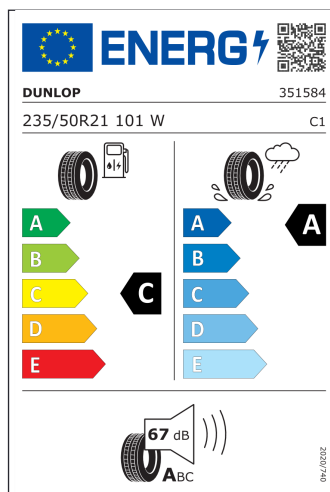 ENERG
DUNLOP 351584
235/50R21 101 W C1
A
B
C
D
E
C
A
B
C
D
E
A
67 dB
ABC
2020/740